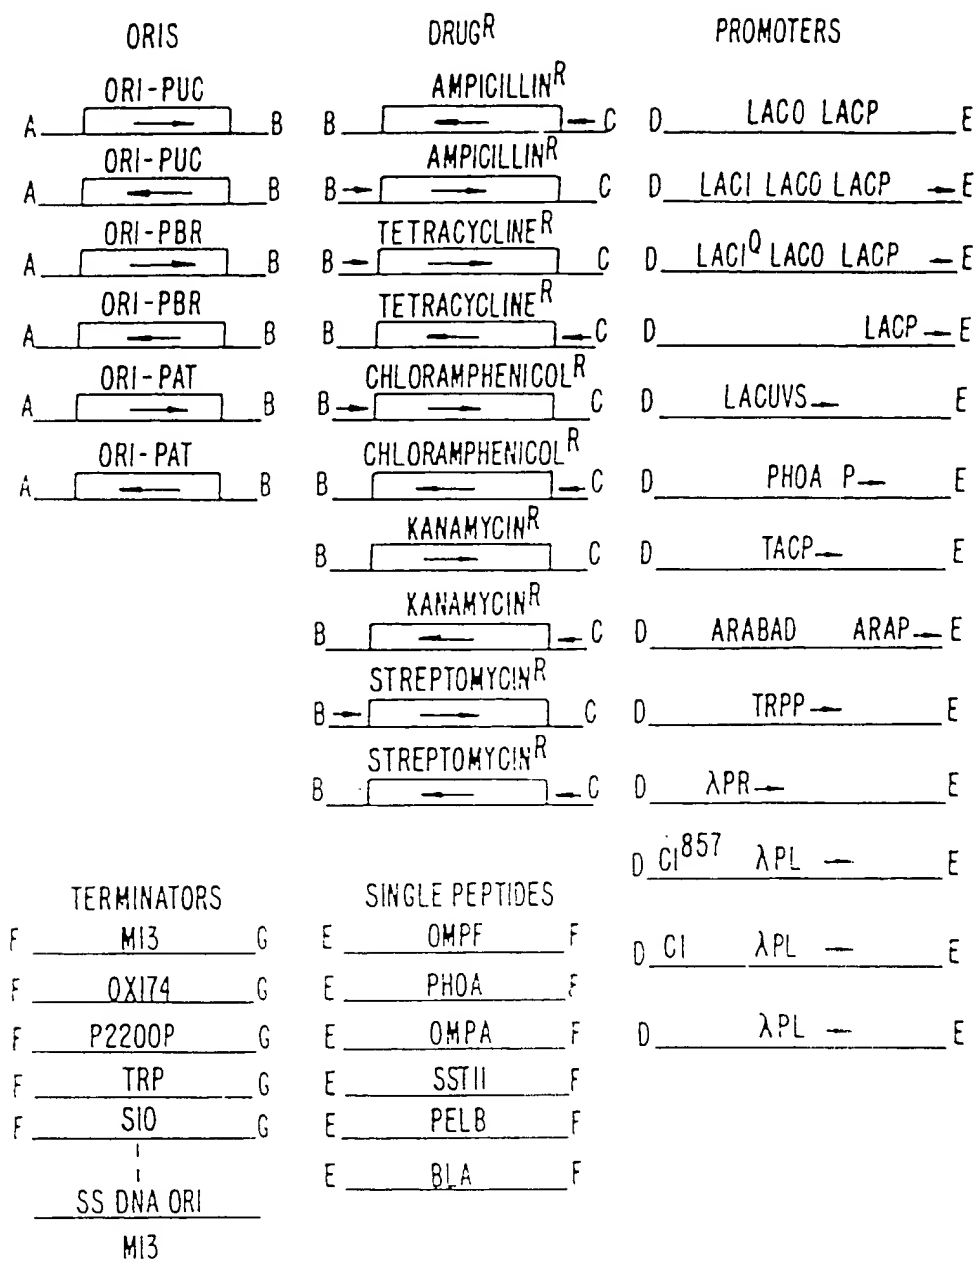 ORIS
ORI-PUC
A B
ORI-PUC
A B
ORI-PBR
A B
ORI-PBR
A B
ORI-PAT
A B
ORI-PAT
A B
DRUGR
AMPICILLINR
B C
AMPICILLINR
B C
TETRACYCLINER
B C
TETRACYCLINER
B C
CHLORAMPHENICOLR
B C
CHLORAMPHENICOLR
B C
KANAMYCINR
B C
KANAMYCINR
B C
STREPTOMYCINR
B C
STREPTOMYCINR
B C
PROMOTERS
D LACO LACP E
D LACI LACO LACP E
D LACIQ LACO LACP E
D LACP E
D LACUVS E
D PHOA P E
D TACP E
D ARABAD ARAP E
D TRPP E
D λPR E
D CI857 λPL E
D CI λPL E
D λPL E
TERMINATORS
F M13 G
F OX174 G
F P2200P G
F TRP G
F S10 G
SS DNA ORI
M13
SINGLE PEPTIDES
E OMPF F
E PHOA F
E OMPA F
E SSTII F
E PELB F
E BLA F